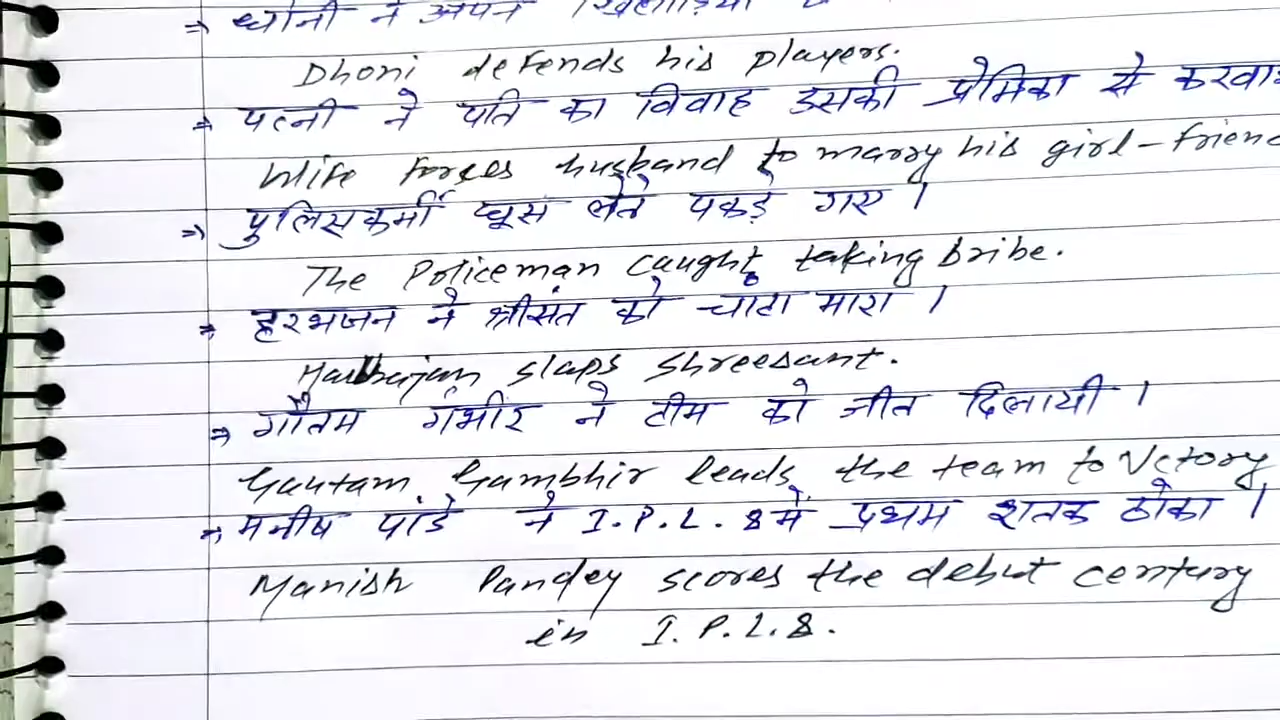 ⇒ धोनी ने अपने खिलाड़ियों
Dhoni defends his players.
⇒ पत्नी ने पति का विवाह उसकी प्रेमिका से
Wife forces husband to marry his girl-friend
⇒ पुलिसकर्मी घूस लेते पकड़े गए ।
The Policeman caught taking bribe.
⇒ हरभजन ने श्रीसंत को चांटा मारा ।
Harbhajan slaps shreesant.
⇒ गौतम गंभीर ने टीम को जीत दिलायी ।
Gautam Gambhir leads the team to Victory
⇒ मनीष पांडे ने I.P.L. 8 में प्रथम शतक ठोका ।
Manish Pandey scores the debut century
in I.P.L.8.